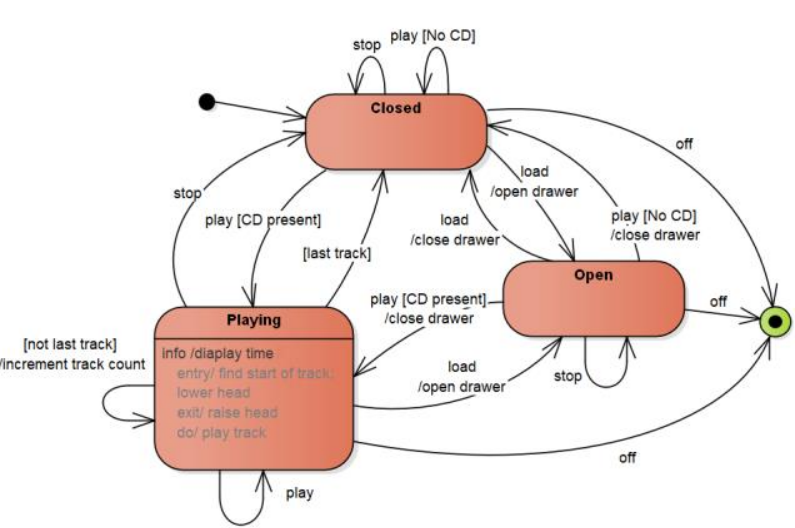 stop
play [No CD]
Closed
off
stop
load
/open drawer
play [CD present]
load
/close drawer
play [No CD]
/close drawer
[last track]
Open
play [CD present]
/close drawer
off
Playing
[not last track]
/increment track count
info /diaplay time
entry/ find start of track;
lower head
exit/ raise head
do/ play track
load
/open drawer
stop
off
play